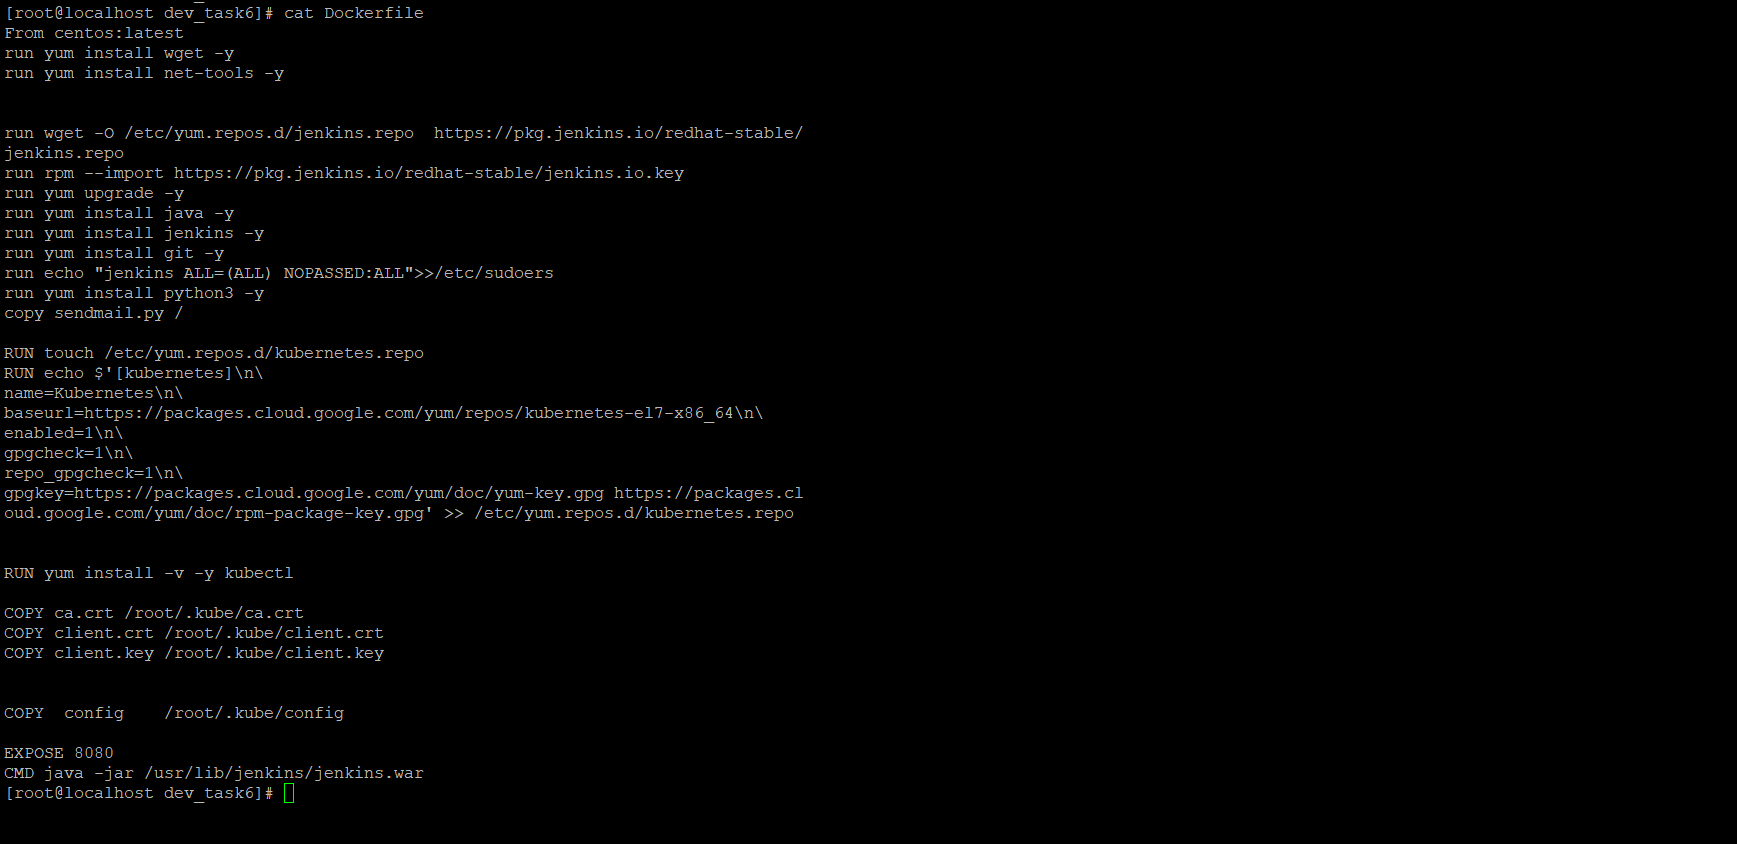 [root@localhost dev_task6]# cat Dockerfile
From centos:latest
run yum install wget -y
run yum install net-tools -y
run wget -O /etc/yum.repos.d/jenkins.repo  https://pkg.jenkins.io/redhat-stable/
jenkins.repo
run rpm --import https://pkg.jenkins.io/redhat-stable/jenkins.io.key
run yum upgrade -y
run yum install java -y
run yum install jenkins -y
run yum install git -y
run echo "jenkins ALL=(ALL) NOPASSED:ALL">>/etc/sudoers
run yum install python3 -y
copy sendmail.py /
RUN touch /etc/yum.repos.d/kubernetes.repo
RUN echo $'[kubernetes]\n\
name=Kubernetes\n\
baseurl=https://packages.cloud.google.com/yum/repos/kubernetes-el7-x86_64\n\
enabled=1\n\
gpgcheck=1\n\
repo_gpgcheck=1\n\
gpgkey=https://packages.cloud.google.com/yum/doc/yum-key.gpg https://packages.cl
oud.google.com/yum/doc/rpm-package-key.gpg' >> /etc/yum.repos.d/kubernetes.repo
RUN yum install -v -y kubectl
COPY ca.crt /root/.kube/ca.crt
COPY client.crt /root/.kube/client.crt
COPY client.key /root/.kube/client.key
COPY  config    /root/.kube/config
EXPOSE 8080
CMD java -jar /usr/lib/jenkins/jenkins.war
[root@localhost dev_task6]#